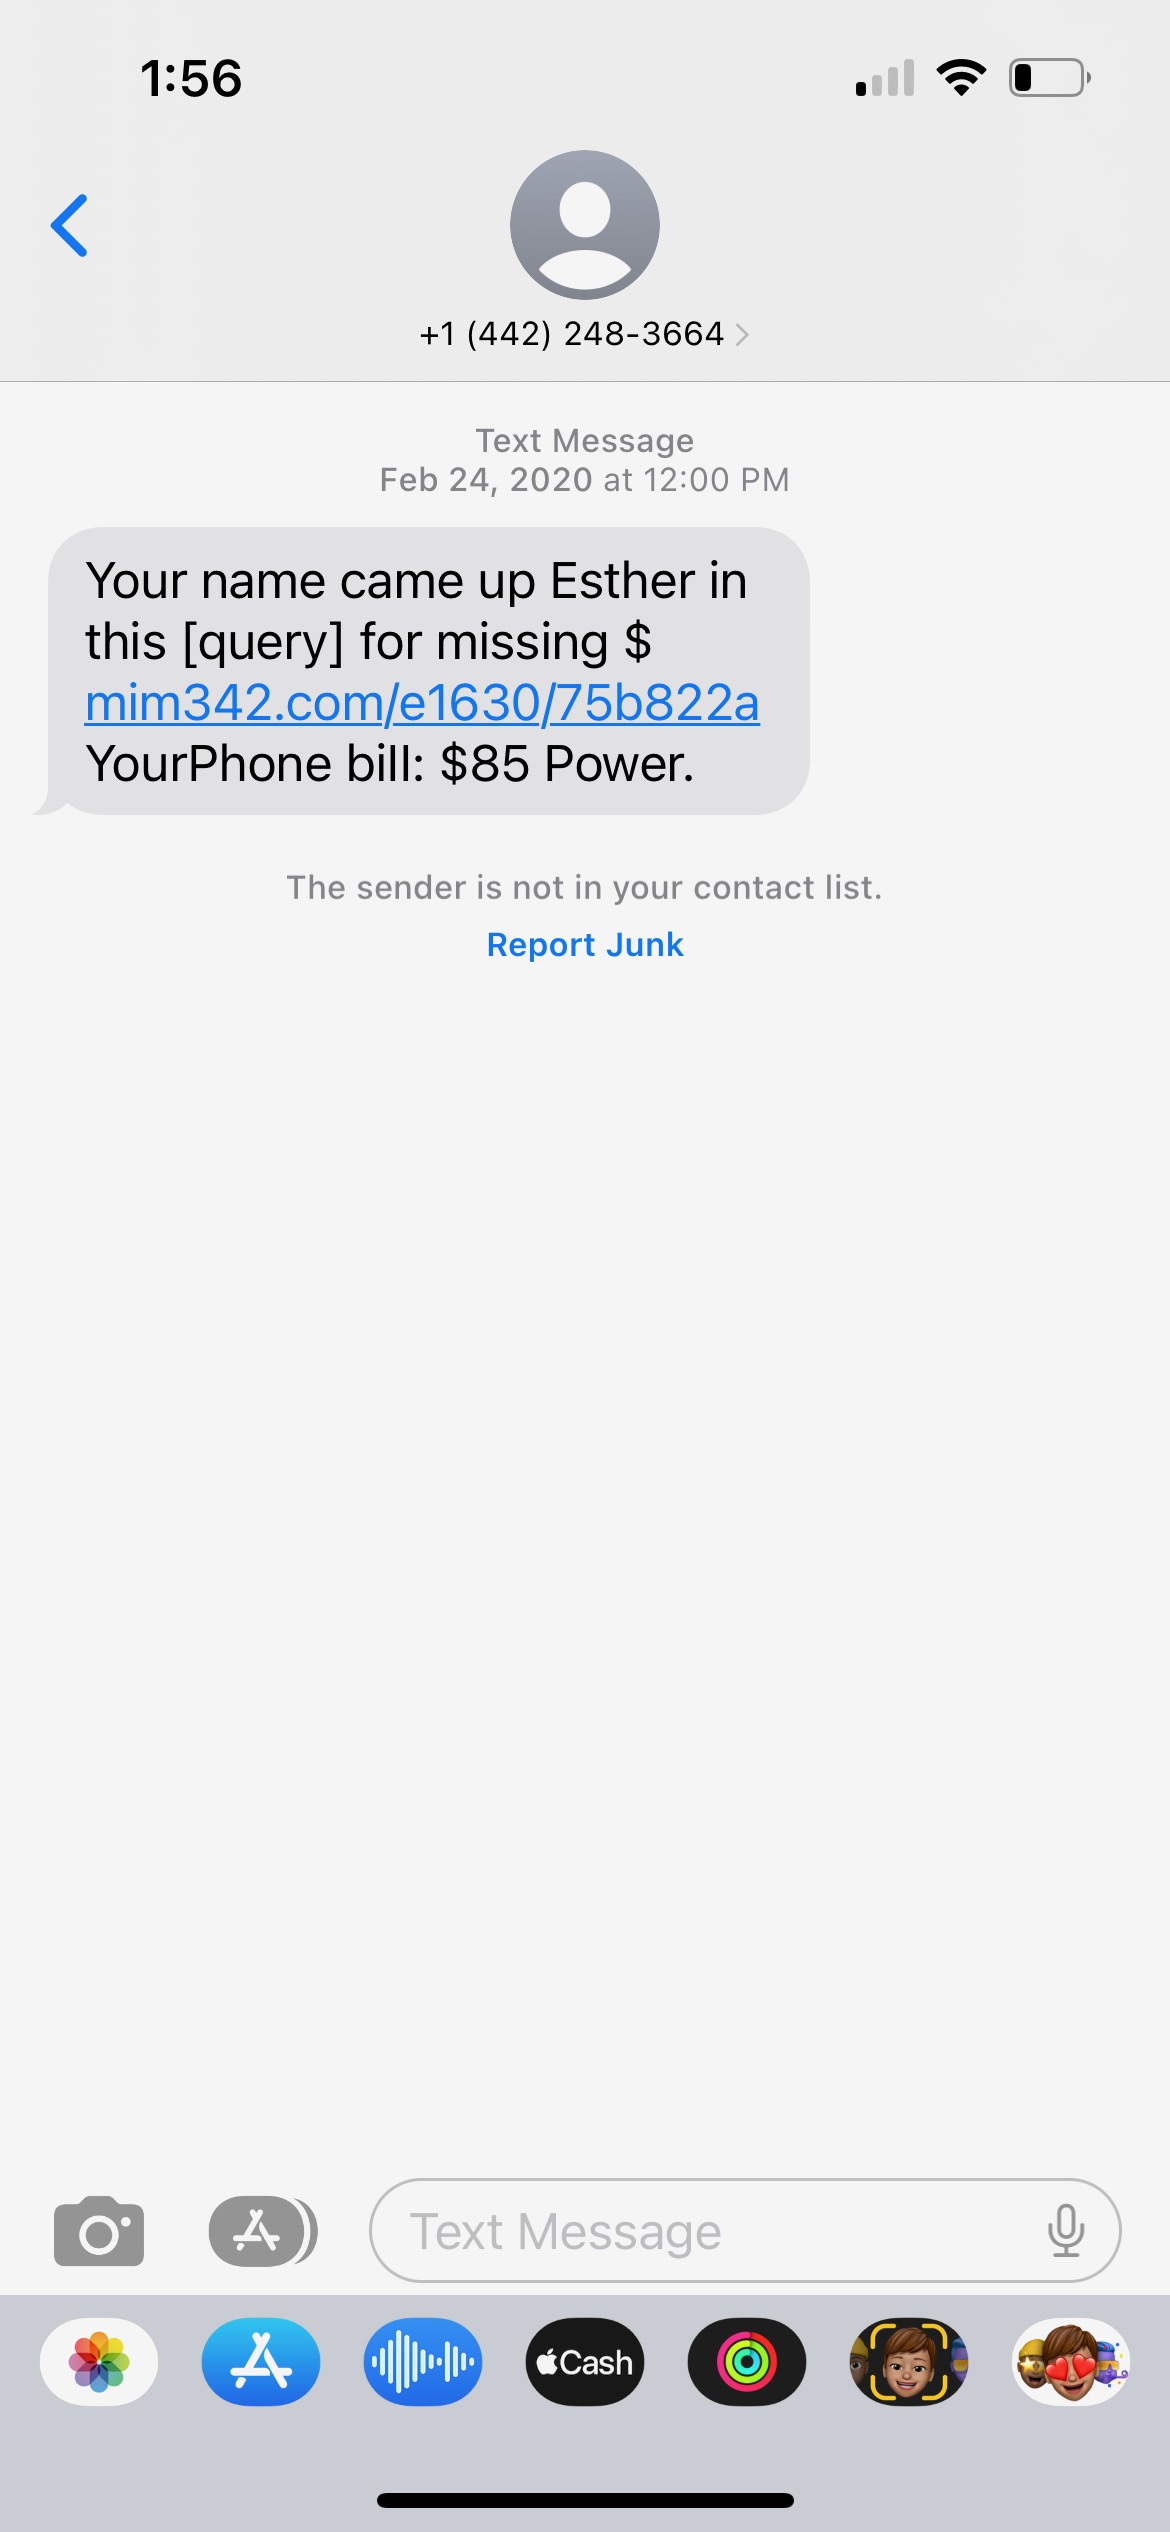 1:56
+1 (442) 248-3664
Text Message
Feb 24, 2020 at 12:00 PM
Your name came up Esther in
this [query] for missing $
mim342.com/e1630/75b822a
YourPhone bill: $85 Power.
The sender is not in your contact list.
Report Junk
Text Message
Cash